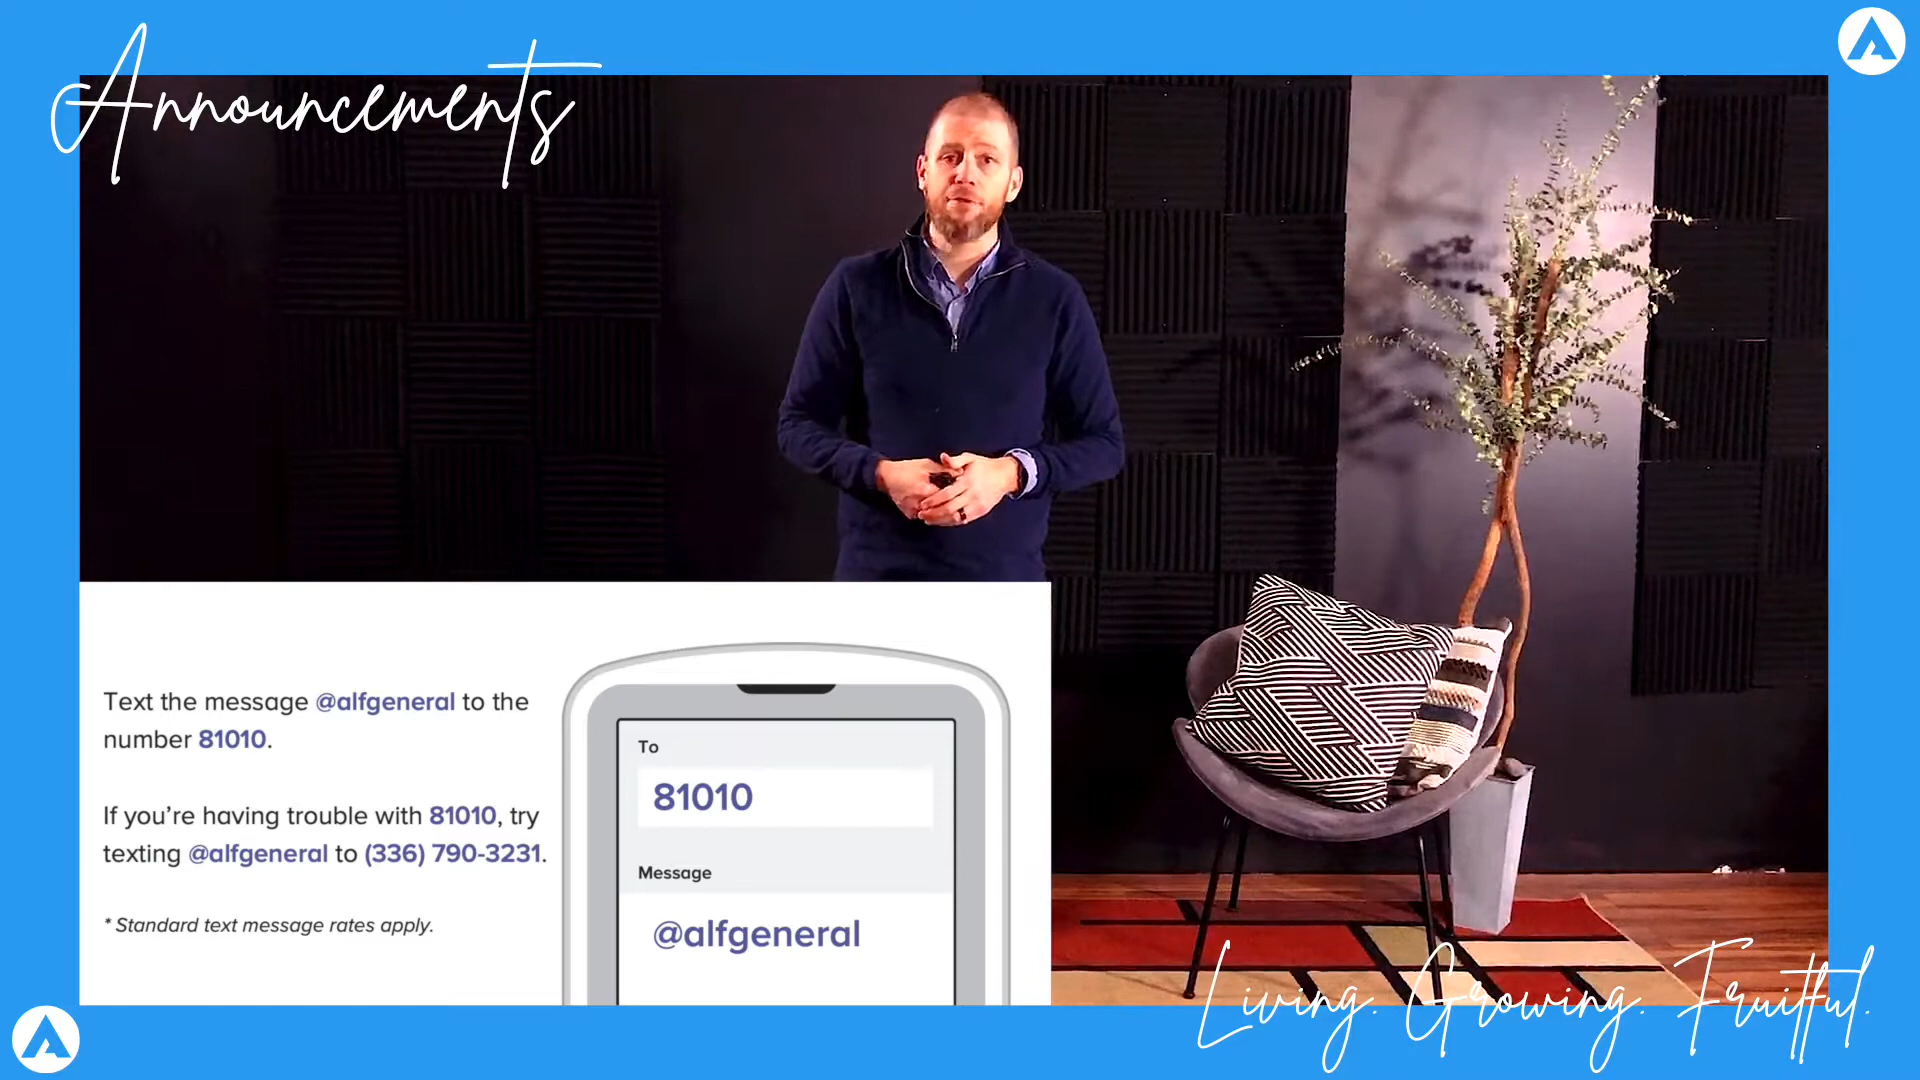 Announcements
Text the message @alfgeneral to the
number 81010.
If you’re having trouble with 81010, try
texting @alfgeneral to (336) 790-3231.
* Standard text message rates apply.
To
81010
Message
@alfgeneral
Living. Growing. Fruitful.